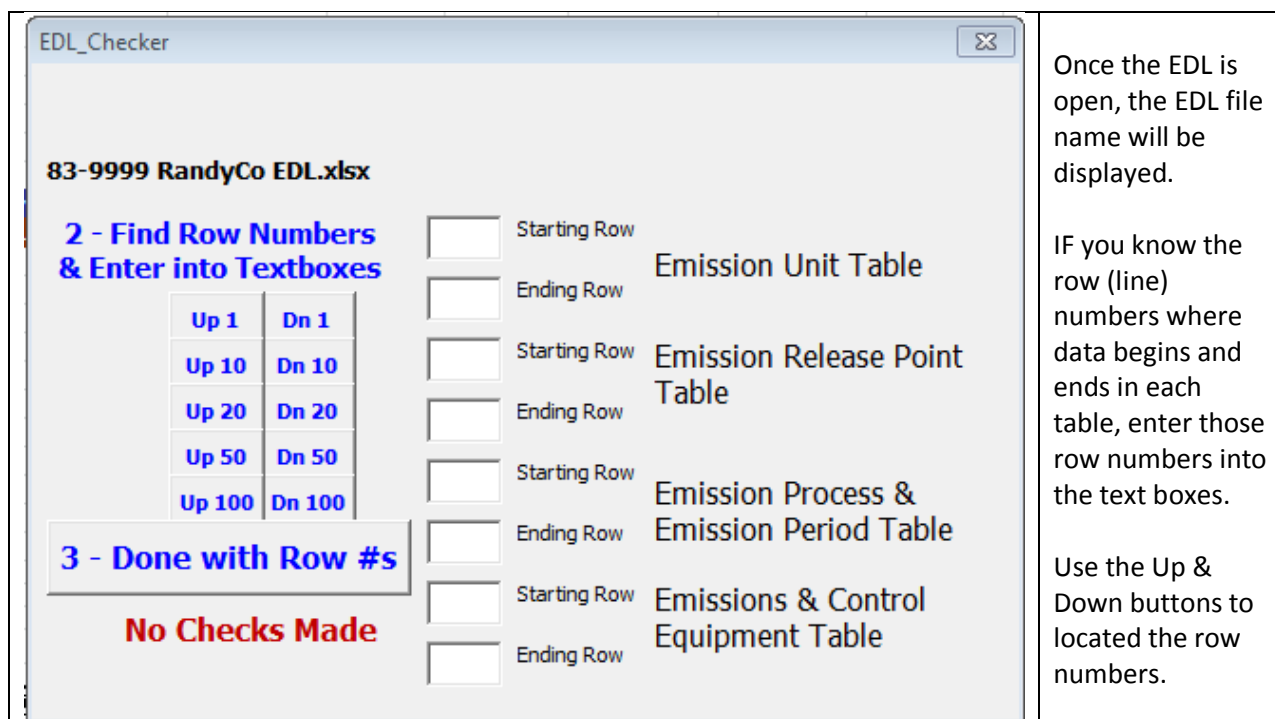 EDL_Checker
83-9999 RandyCo EDL.xlsx
2 - Find Row Numbers
& Enter into Textboxes
Up 1 Dn 1
Up 10 Dn 10
Up 20 Dn 20
Up 50 Dn 50
Up 100 Dn 100
3 - Done with Row #s
No Checks Made
Starting Row
Emission Unit Table
Ending Row
Starting Row
Emission Release Point
Table
Ending Row
Starting Row
Emission Process &
Emission Period Table
Ending Row
Starting Row
Emissions & Control
Equipment Table
Ending Row
Once the EDL is
open, the EDL file
name will be
displayed.
IF you know the
row (line)
numbers where
data begins and
ends in each
table, enter those
row numbers into
the text boxes.
Use the Up &
Down buttons to
located the row
numbers.